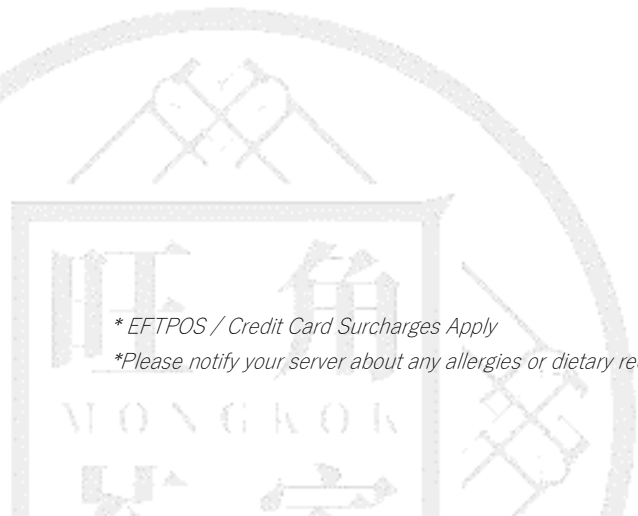 旺角
* EFTPOS / Credit Card Surcharges Apply
*Please notify your server about any allergies or dietary
MONGKOK